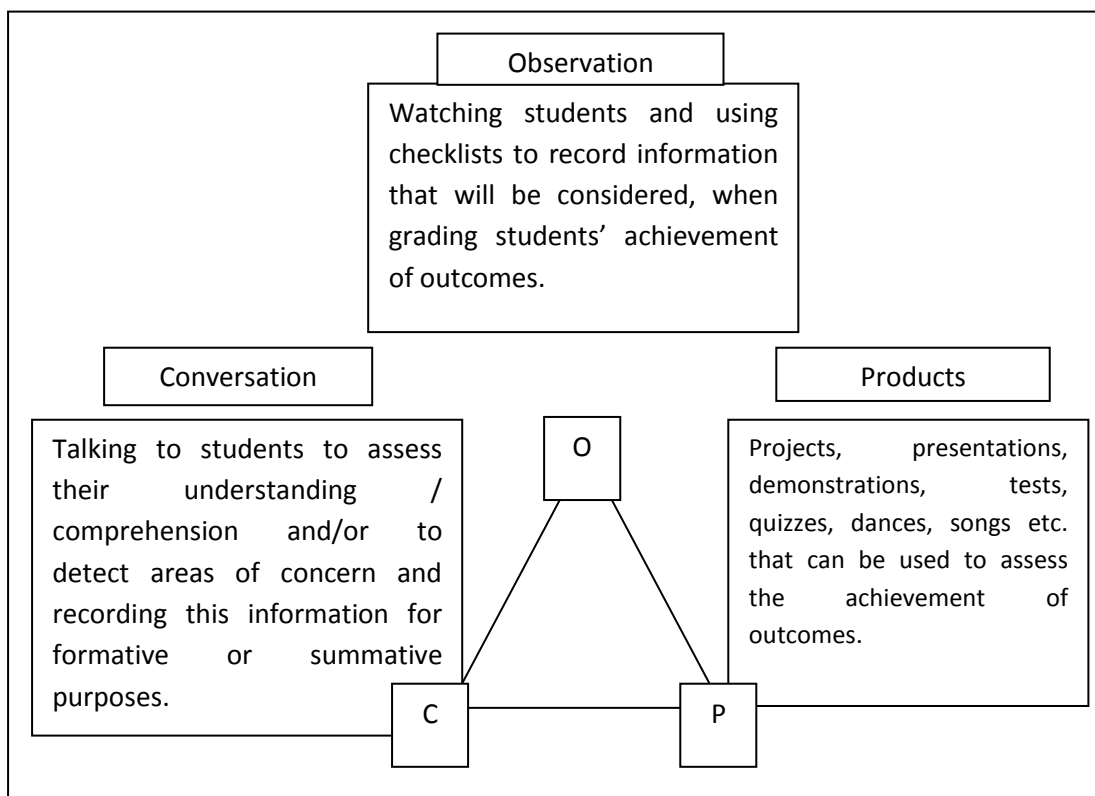 Observation
Watching students and using
checklists to record information
that will be considered, when
grading students’ achievement
of outcomes.
Conversation
Talking to students to assess
their understanding /
comprehension and/or to
detect areas of concern and
recording this information for
formative or summative
purposes.
Products
Projects, presentations,
demonstrations, tests,
quizzes, dances, songs etc.
that can be used to assess
the achievement of
outcomes.
O
C
P